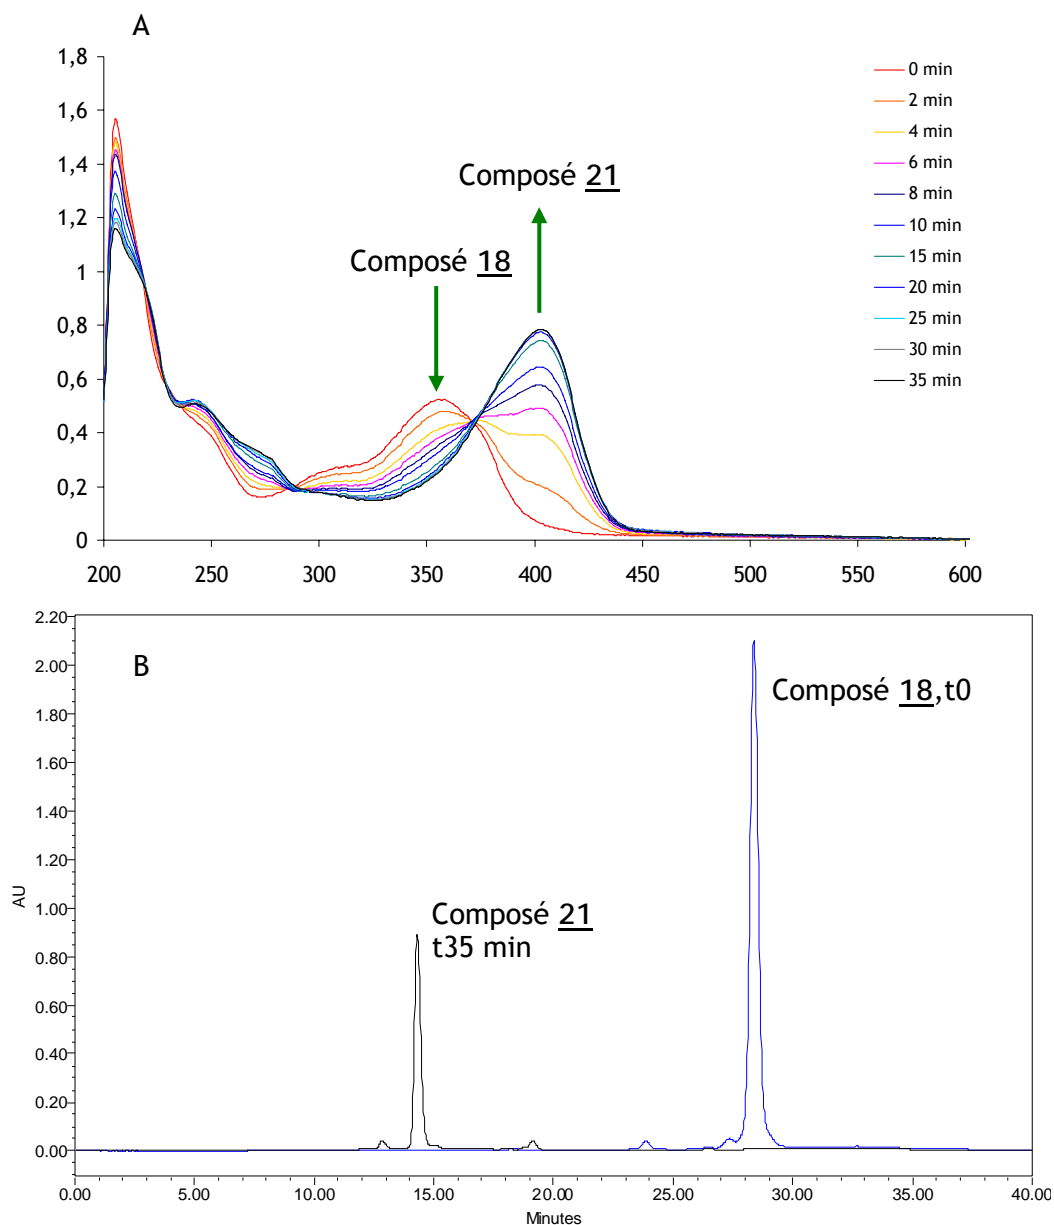 A
1,8
1,6
1,4
1,2
1
0,8
0,6
0,4
0,2
0
200 250 300 350 400 450 500 550 600
Composé 21
Composé 18
0 min
2 min
4 min
6 min
8 min
10 min
15 min
20 min
25 min
30 min
35 min
B
AU
2.20
2.00
1.80
1.60
1.40
1.20
1.00
0.80
0.60
0.40
0.20
0.00
Composé 18,t0
Composé 21
t35 min
0.00 5.00 10.00 15.00 20.00 25.00 30.00 35.00 40.00
Minutes